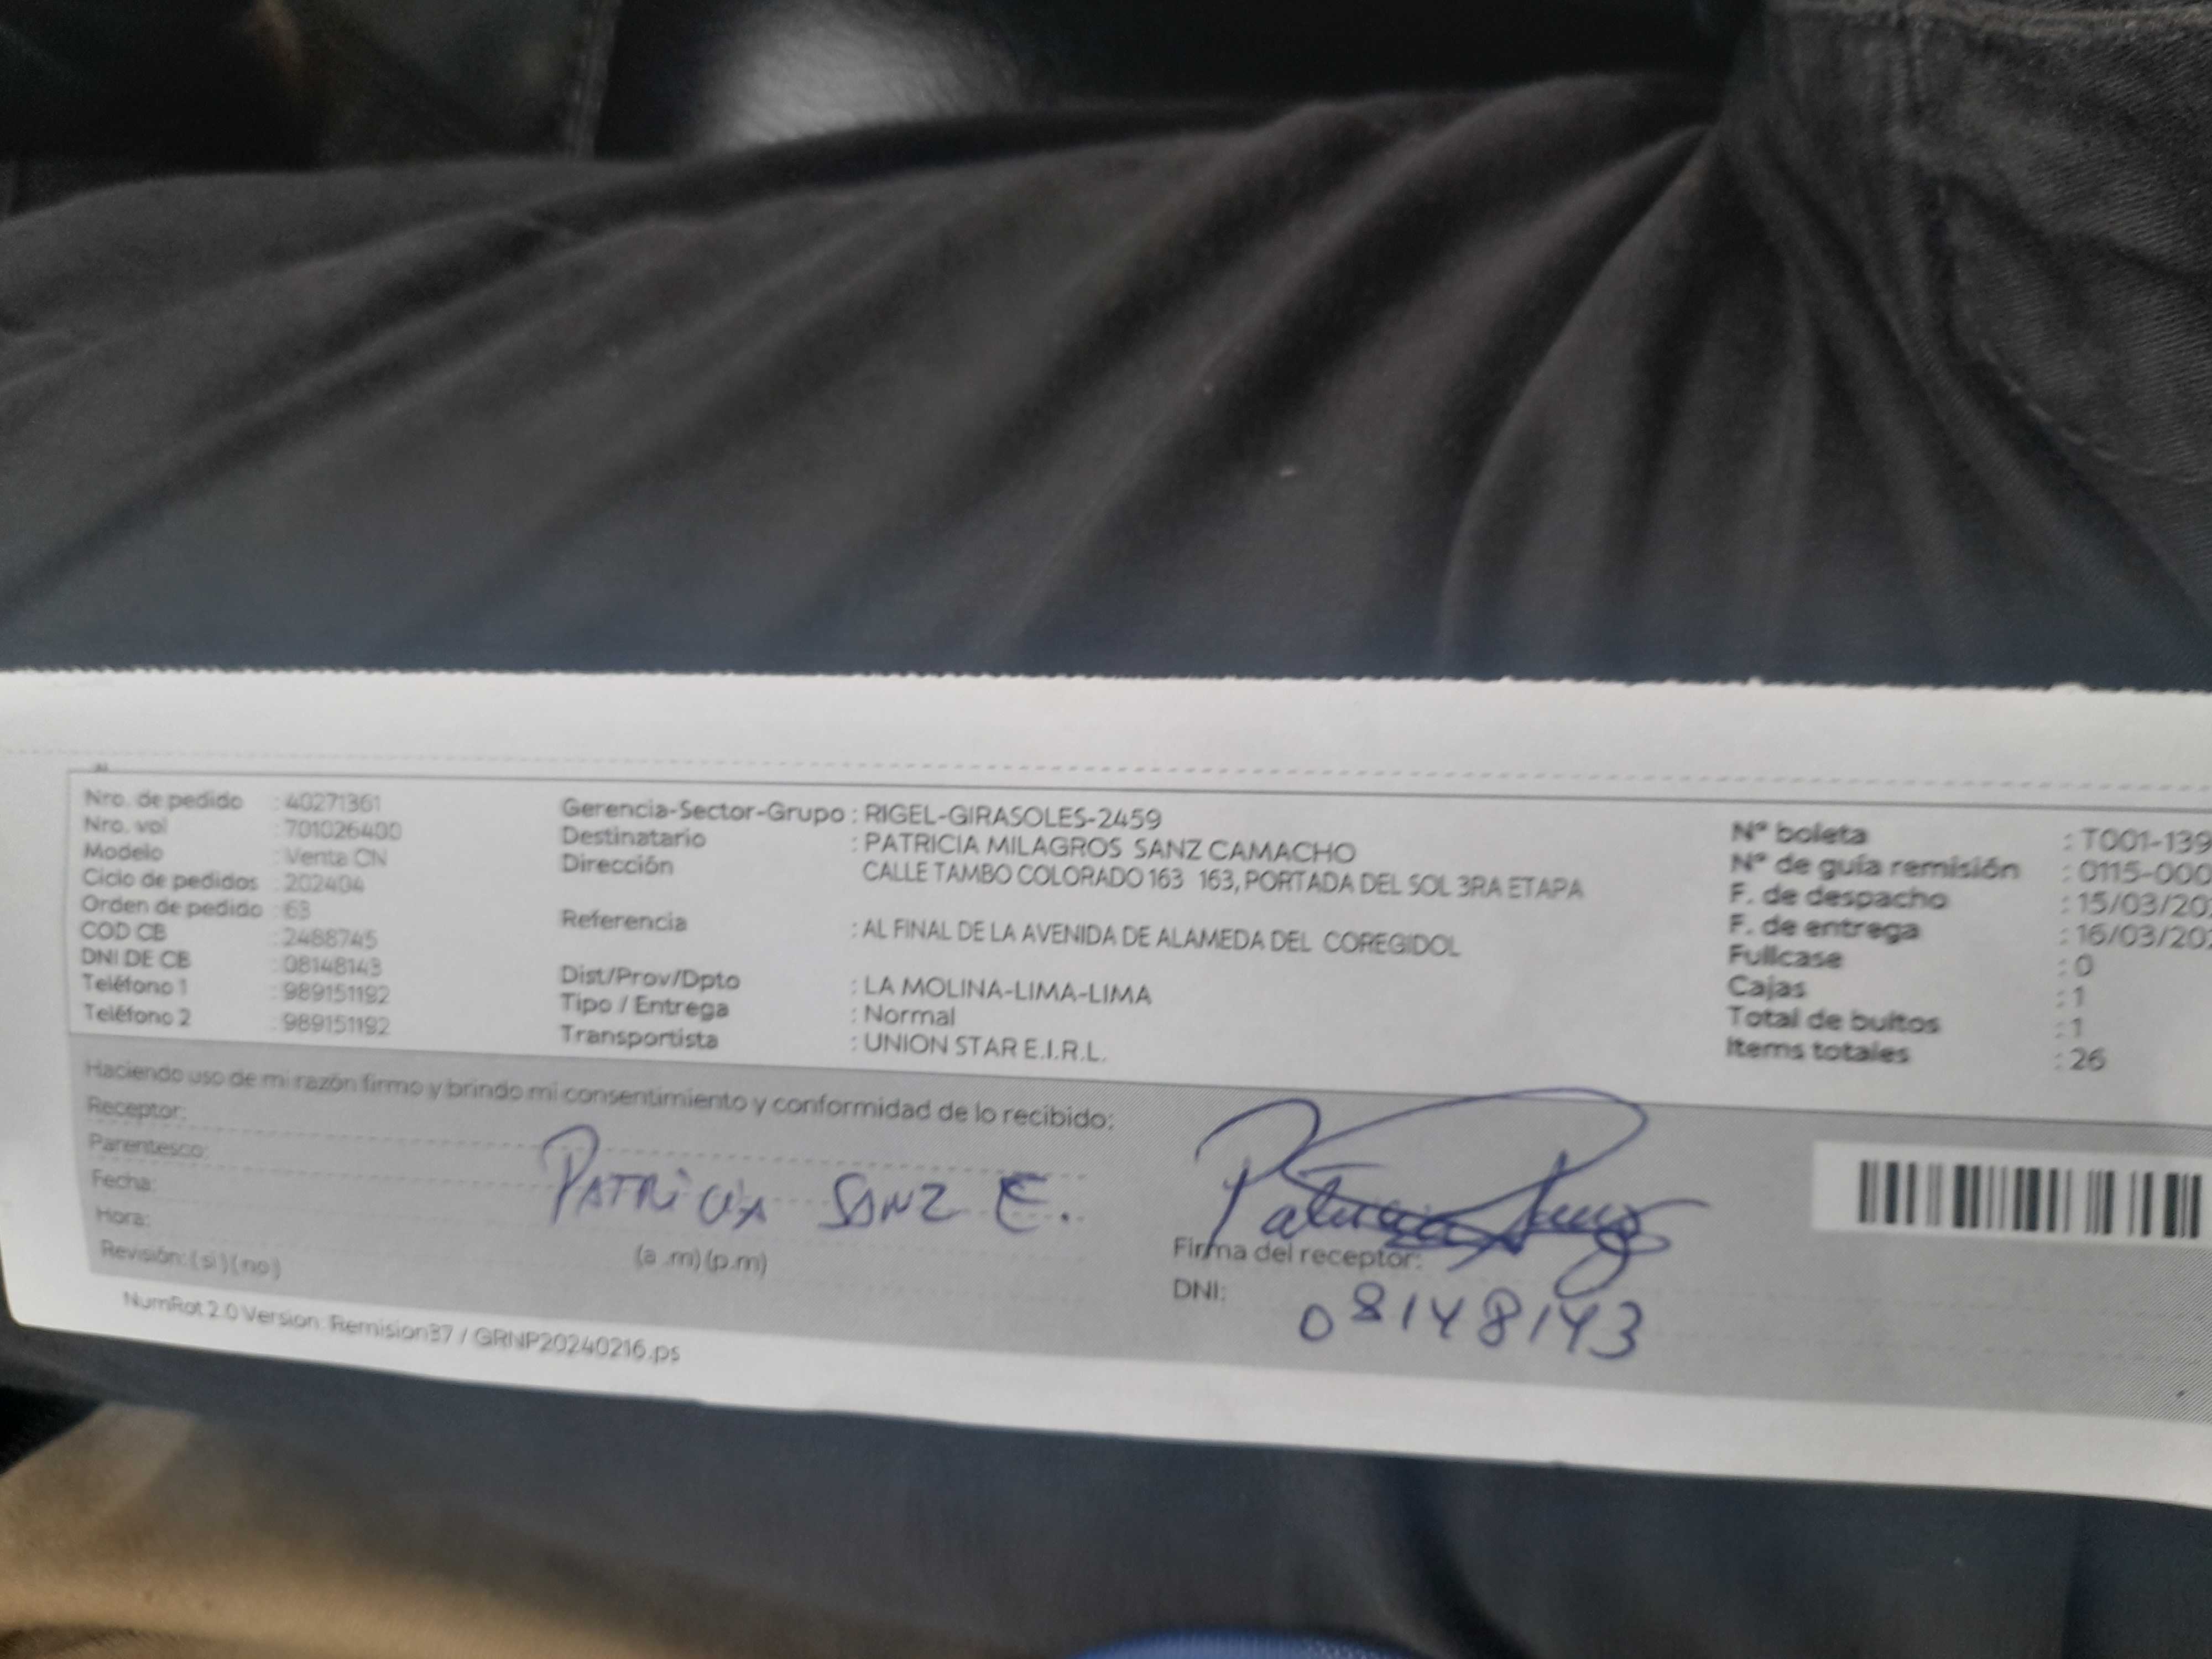 Nro. de pedido : 40271361
Nro. vol : 701026400
Modelo : Venta CN
Ciclo de pedidos : 202404
Orden de pedido : 63
COD CB : 2488745
DNI DE CB : 08148143
Teléfono 1 : 989151192
Teléfono 2 : 989151192
Gerencia-Sector-Grupo : RIGEL-GIRASOLES-2459
Destinatario : PATRICIA MILAGROS SANZ CAMACHO
Dirección CALLE TAMBO COLORADO 163 163, PORTADA DEL SOL 3RA ETAPA
Referencia : AL FINAL DE LA AVENIDA DE ALAMEDA DEL COREGIDOL
Dist/Prov/Dpto : LA MOLINA-LIMA-LIMA
Tipo / Entrega : Normal
Transportista : UNION STAR E.I.R.L.
N° boleta : T001-139
N° de guía remisión : 0115-000
F. de despacho : 15/03/20
F. de entrega : 16/03/20
Fullcase : 0
Cajas : 1
Total de bultos : 1
Items totales : 26
Haciendo uso de mi razón firmo y brindo mi consentimiento y conformidad de lo recibido:
Receptor:
Parentesco:
Fecha:
PATRICIA SANZ E.
Hora:
(a .m) (p.m)
Revisión: ( si ) ( no )
Patricia Sanz
Firma del receptor:
DNI: 08148143
NumRot 2.0 Version: Remision37 / GRNP20240216.ps